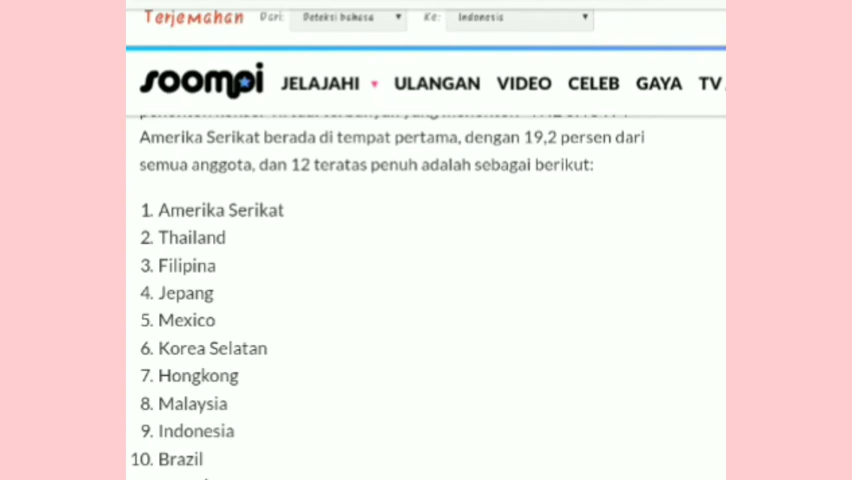 Terjemahan Dari: Deteksi bahasa Ke: Indonesia
soompi JELAJAHI ULANGAN VIDEO CELEB GAYA TV
Amerika Serikat berada di tempat pertama, dengan 19,2 persen dari
semua anggota, dan 12 teratas penuh adalah sebagai berikut:
1. Amerika Serikat
2. Thailand
3. Filipina
4. Jepang
5. Mexico
6. Korea Selatan
7. Hongkong
8. Malaysia
9. Indonesia
10. Brazil